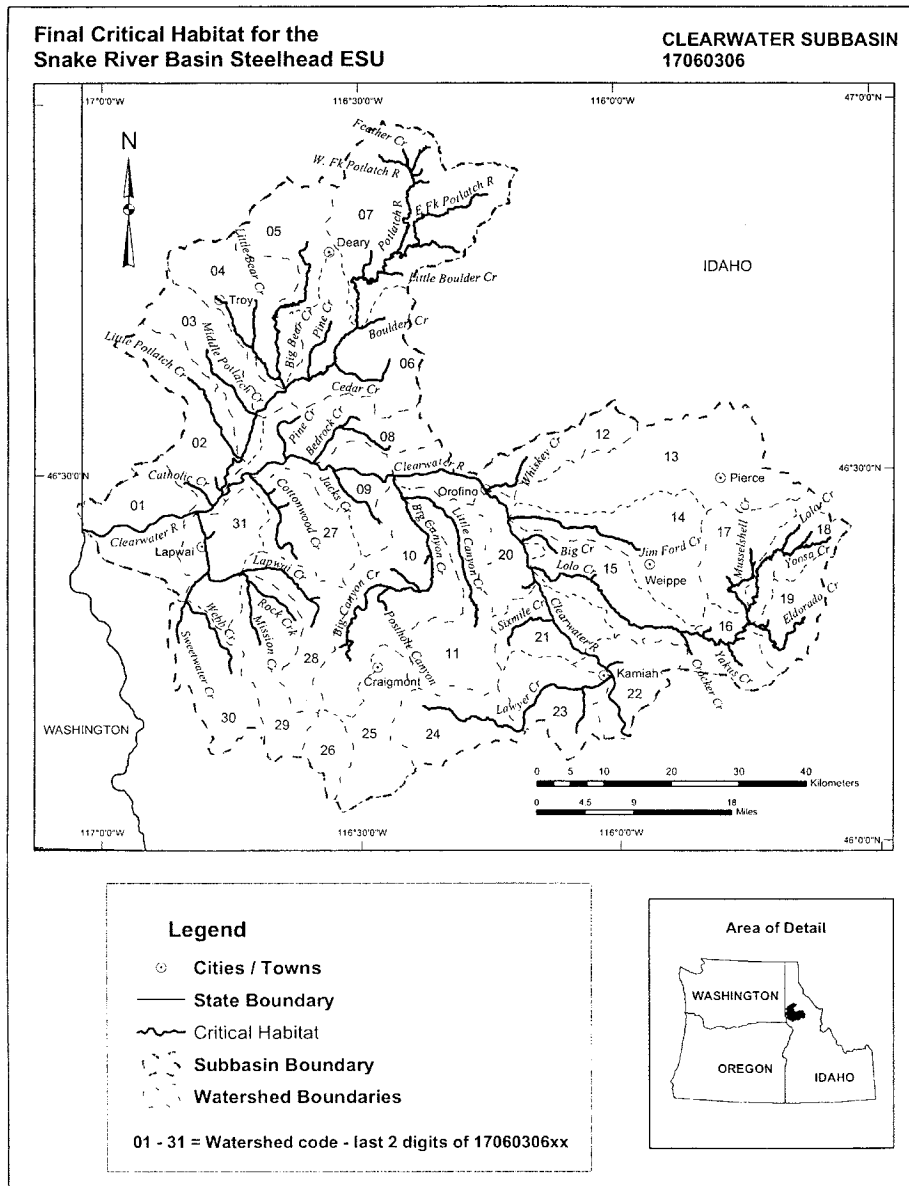 Final Critical Habitat for the
Snake River Basin Steelhead ESU
CLEARWATER SUBBASIN
17060306
117°0'0"W
116°30'0"W
116°0'0"W
47°0'0"N
N
Feather Cr
W. Fk Potlatch R
E Fk Potlatch R
07
Potlatch R
05
Little Bear Cr
Deary
IDAHO
04
Little Boulder Cr
Troy
03
Big Bear Cr
Pine Cr
Boulder Cr
Little Potlatch Cr
Middle Potlatch Cr
06
Cedar Cr
Pine Cr
Bedrock Cr
08
02
Whiskey Cr
12
13
46°30'0"N
46°30'0"N
Catholic Cr
Clearwater R
Pierce
01
Orofino
Jacks Cr
09
Clearwater R
Cottonwood Cr
31
27
10
Big Canyon Cr
Little Canyon Cr
14
17
Musselshell Cr
Lolo Cr
18
Lapwai
20
Big Cr
Jim Ford Cr
Yoosa Cr
Lapwai Cr
Lolo Cr
15
Weippe
19
Eldorado Cr
Webb Cr
Rock Crk
Mission Cr
Big Canyon Cr
Posthole Canyon
Sixmile Cr
Clearwater R
16
Sweetwater Cr
28
11
21
Yakus Cr
Crocker Cr
Craigmont
Kamiah
Lawyer Cr
22
WASHINGTON
30
29
26
25
24
23
0 5 10 20 30 40
Kilometers
0 4.5 9 18
Miles
117°0'0"W
116°30'0"W
116°0'0"W
46°0'0"N
Legend
Cities / Towns
State Boundary
Critical Habitat
Subbasin Boundary
Watershed Boundaries
01 - 31 = Watershed code - last 2 digits of 17060306xx
Area of Detail
WASHINGTON
OREGON
IDAHO